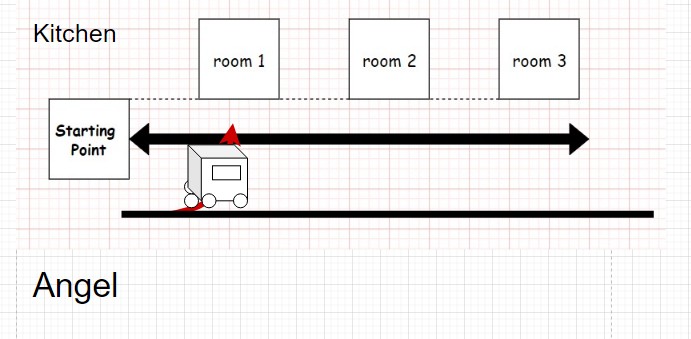 Kitchen
room 1
room 2
room 3
Starting
Point
Angel